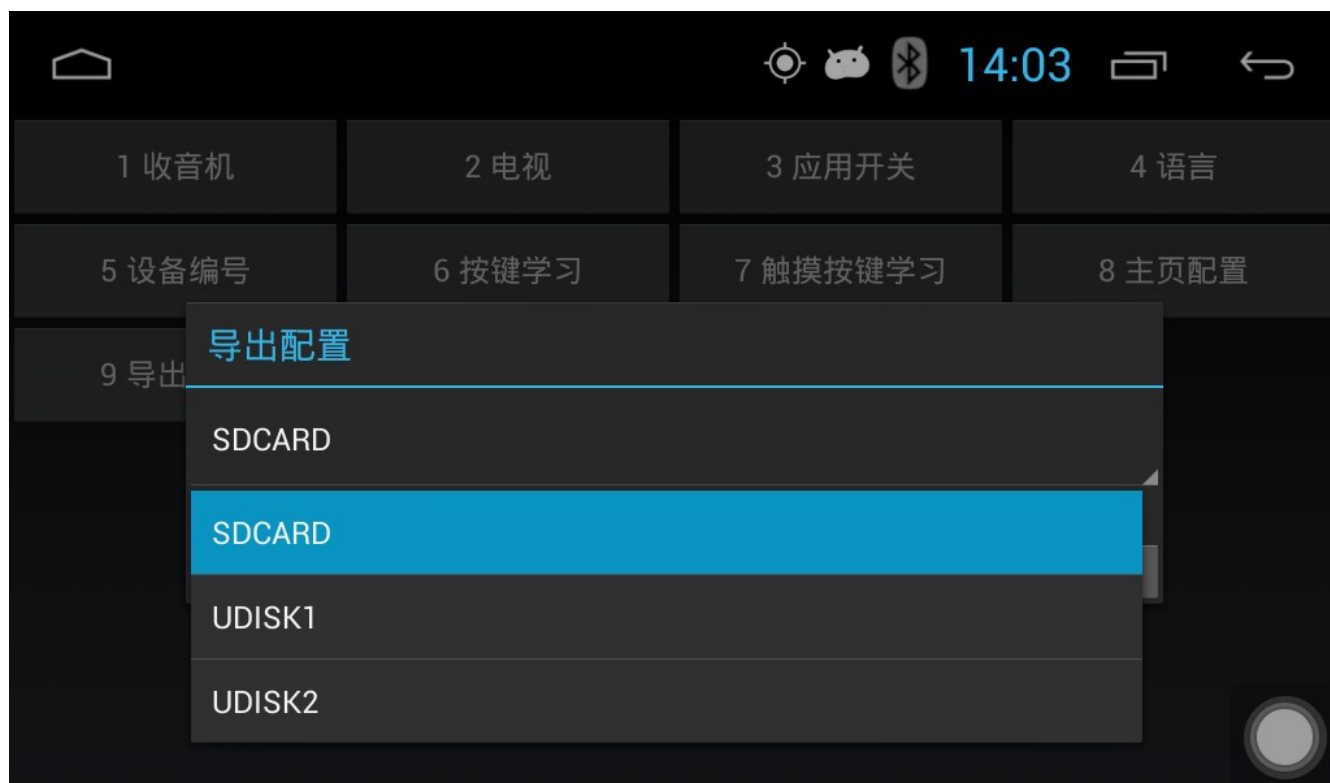 14:03
1 收音机
2 电视
3 应用开关
4 语言
5 设备编号
6 按键学习
7 触摸按键学习
8 主页配置
9 导出
导出配置
SDCARD
SDCARD
UDISK1
UDISK2